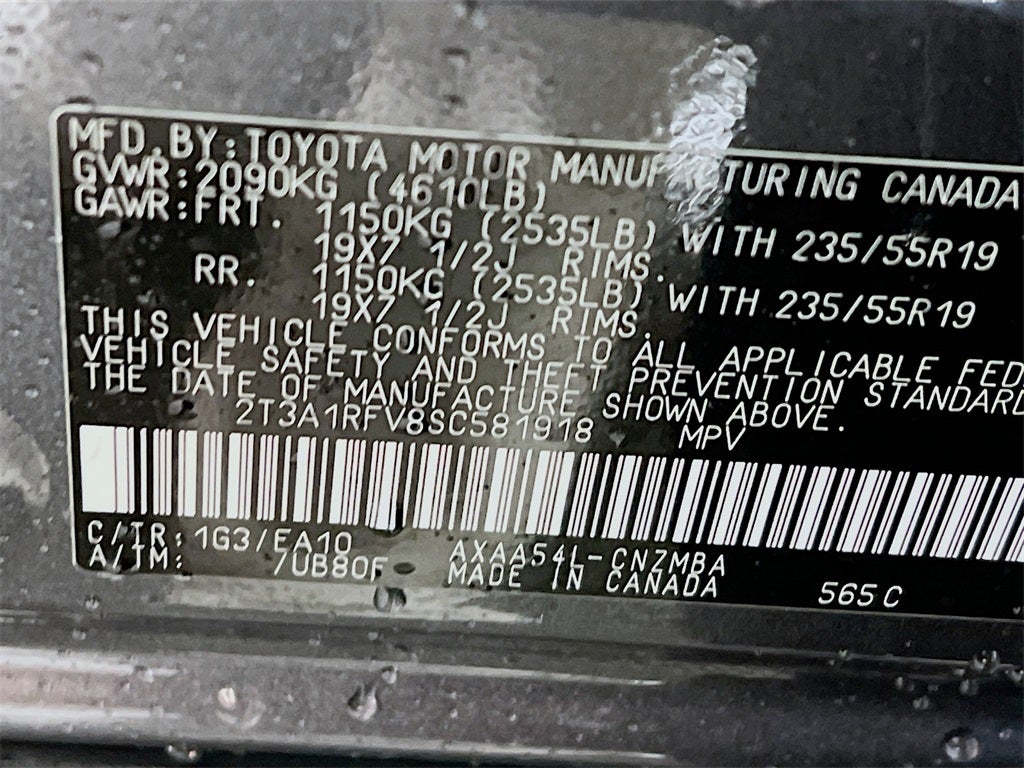 MFD.BY:TOYOTA MOTOR MANUFACTURING CANADA
GVWR:2090KG (4610LB)
GAWR:FRT. 1150KG (2535LB) WITH 235/55R19
19X7 1/2J RIMS.
RR. 1150KG (2535LB) WITH 235/55R19
19X7 1/2J RIMS.
THIS VEHICLE CONFORMS TO ALL APPLICABLE FED
VEHICLE SAFETY AND THEFT PREVENTION STANDARD
THE DATE OF MANUFACTURE SHOWN ABOVE.
2T3A1RFV8SC581918 MPV
C/TR: 1G3/EA10 AXAA54L-CNZMBA
A/TM: /UB80F MADE IN CANADA 565C